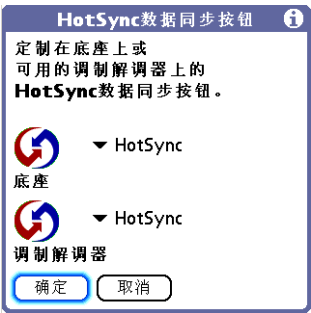 HotSync数据同步按钮
定制在底座上或
可用的调制解调器上的
HotSync数据同步按钮。
HotSync
底座
HotSync
调制解调器
确定 取消